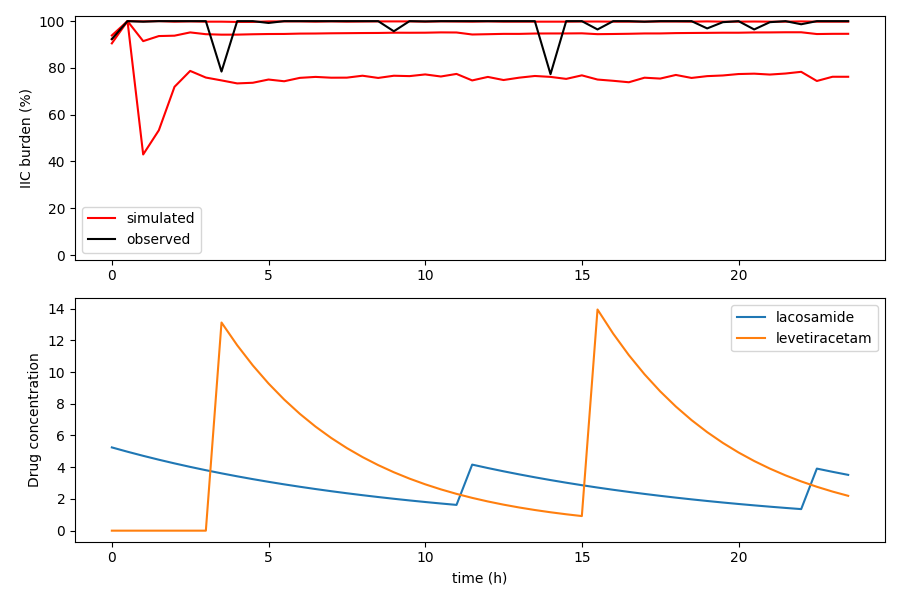 IIC burden (%)
100
80
60
40
20
0
simulated
observed
0 5 10 15 20
Drug concentration
14
12
10
8
6
4
2
0
lacosamide
levetiracetam
0 5 10 15 20
time (h)